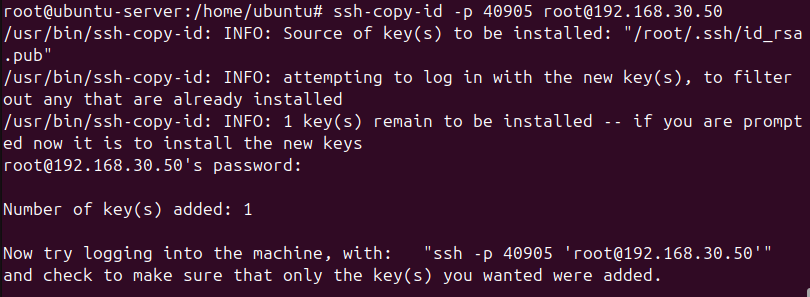 root@ubuntu-server:/home/ubuntu# ssh-copy-id -p 40905 root@192.168.30.50
/usr/bin/ssh-copy-id: INFO: Source of key(s) to be installed: "/root/.ssh/id_rsa
.pub"
/usr/bin/ssh-copy-id: INFO: attempting to log in with the new key(s), to filter
out any that are already installed
/usr/bin/ssh-copy-id: INFO: 1 key(s) remain to be installed -- if you are prompt
ed now it is to install the new keys
root@192.168.30.50's password:
Number of key(s) added: 1
Now try logging into the machine, with:   "ssh -p 40905 'root@192.168.30.50'"
and check to make sure that only the key(s) you wanted were added.